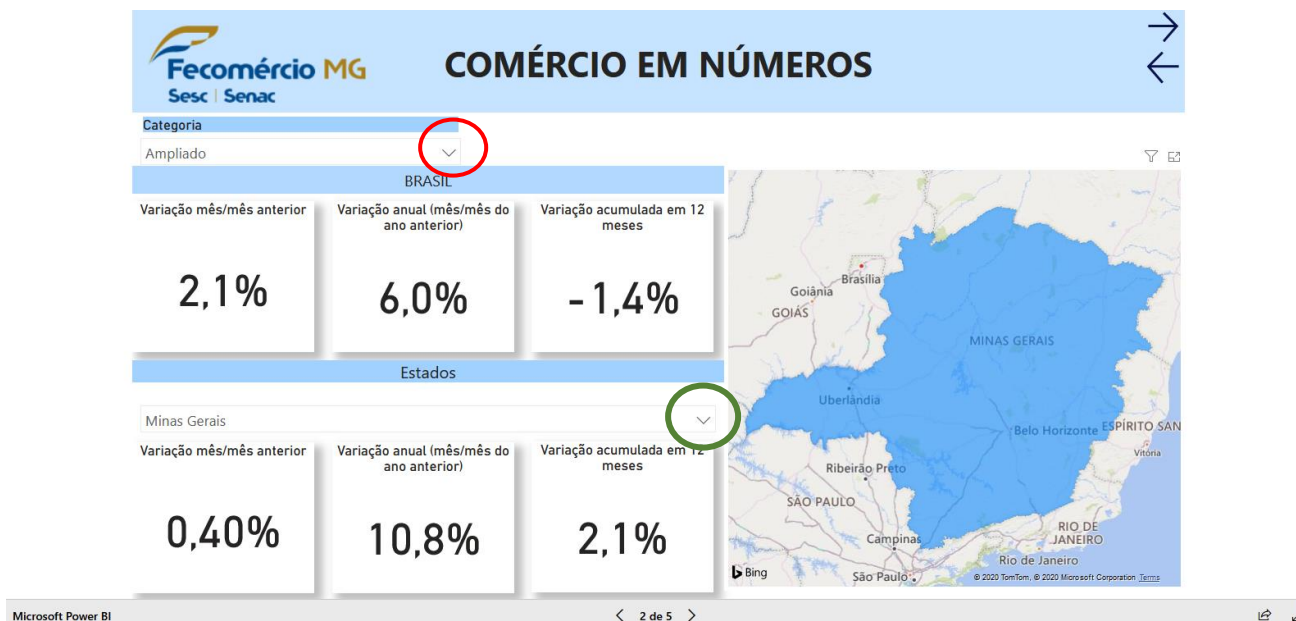 Fecomércio MG
Sesc | Senac
COMÉRCIO EM NÚMEROS
Categoria
Ampliado
BRASIL
Variação mês/mês anterior
2,1%
Variação anual (mês/mês do
ano anterior)
6,0%
Variação acumulada em 12
meses
-1,4%
Estados
Minas Gerais
Variação mês/mês anterior
0,40%
Variação anual (mês/mês do
ano anterior)
10,8%
Variação acumulada em 12
meses
2,1%
Brasília
Goiânia
GOIÁS
MINAS GERAIS
Uberlândia
Belo Horizonte
ESPÍRITO SAN
Vitória
Ribeirão Preto
SÃO PAULO
Campinas
RIO DE
JANEIRO
Rio de Janeiro
São Paulo
Bing
© 2020 TomTom, © 2020 Microsoft Corporation Terms
Microsoft Power BI
2 de 5